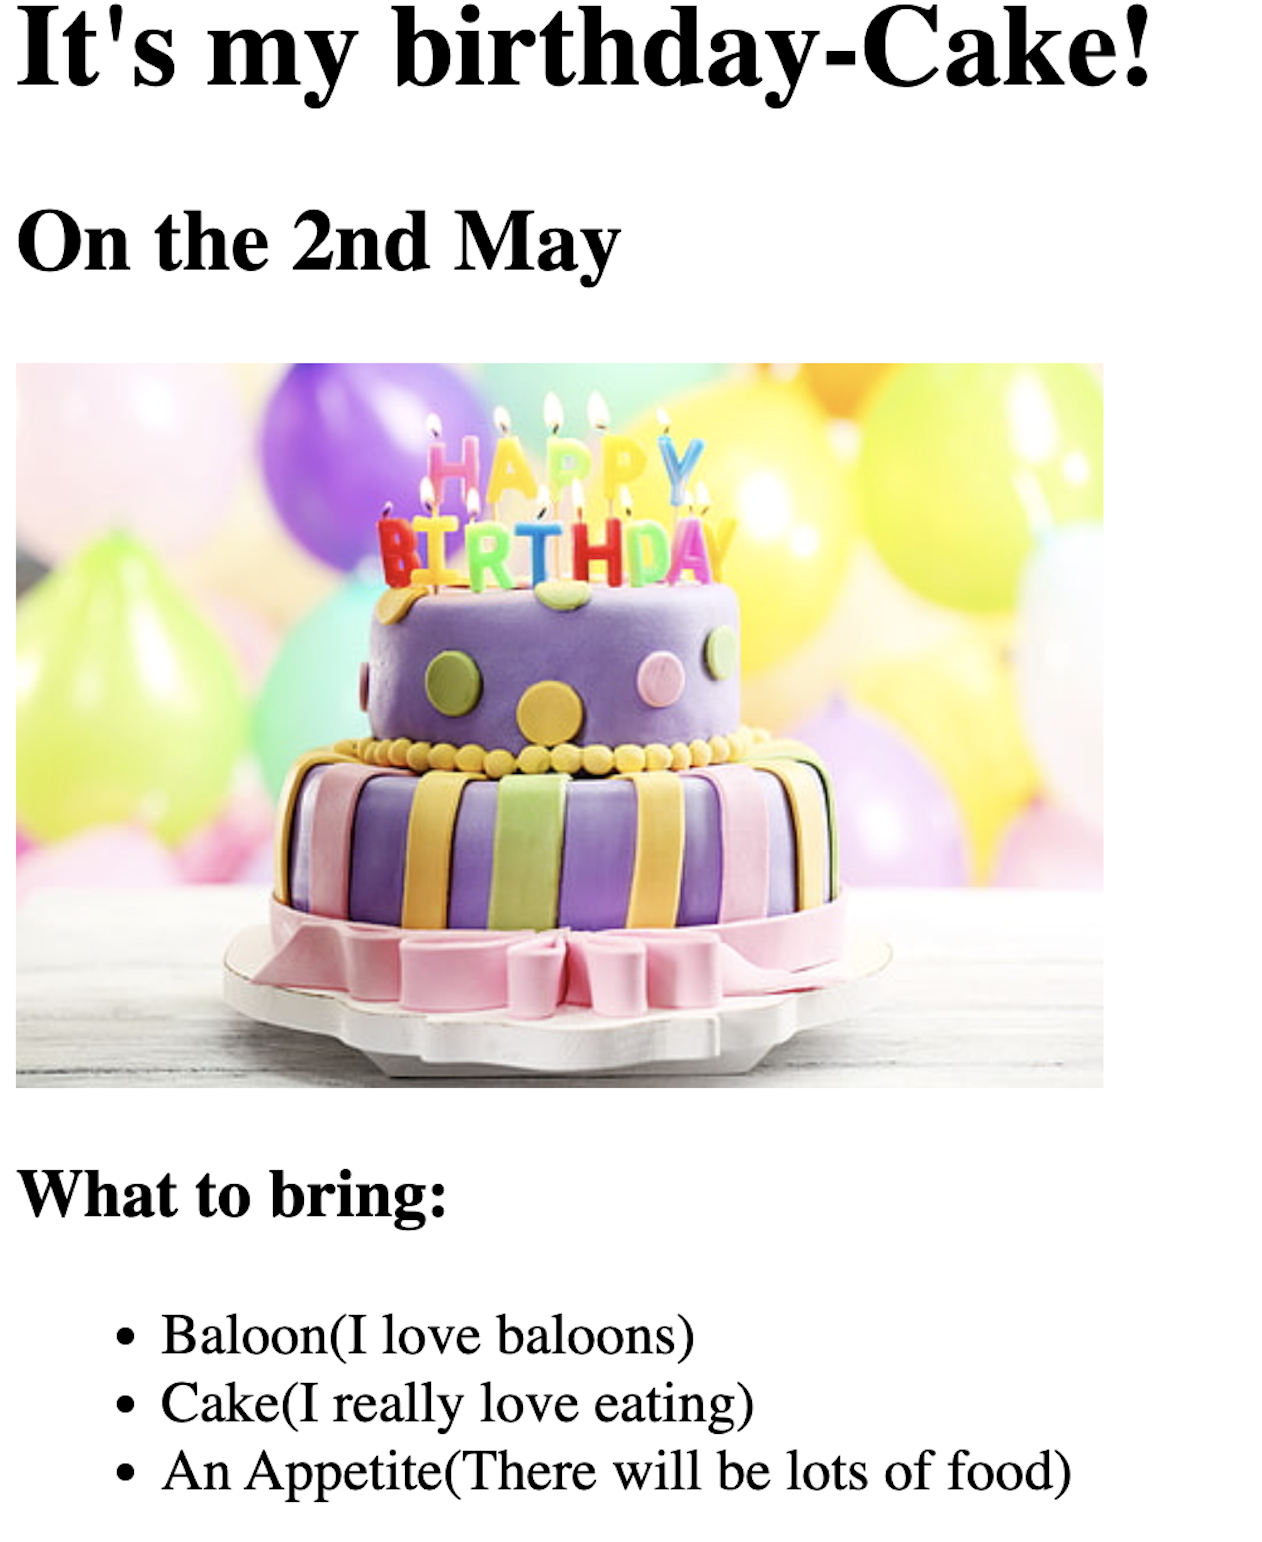 It's my birthday-Cake!
On the 2nd May
HAPPY
BIRTHDAY
What to bring:
Baloon(I love baloons)
Cake(I really love eating)
An Appetite(There will be lots of food)